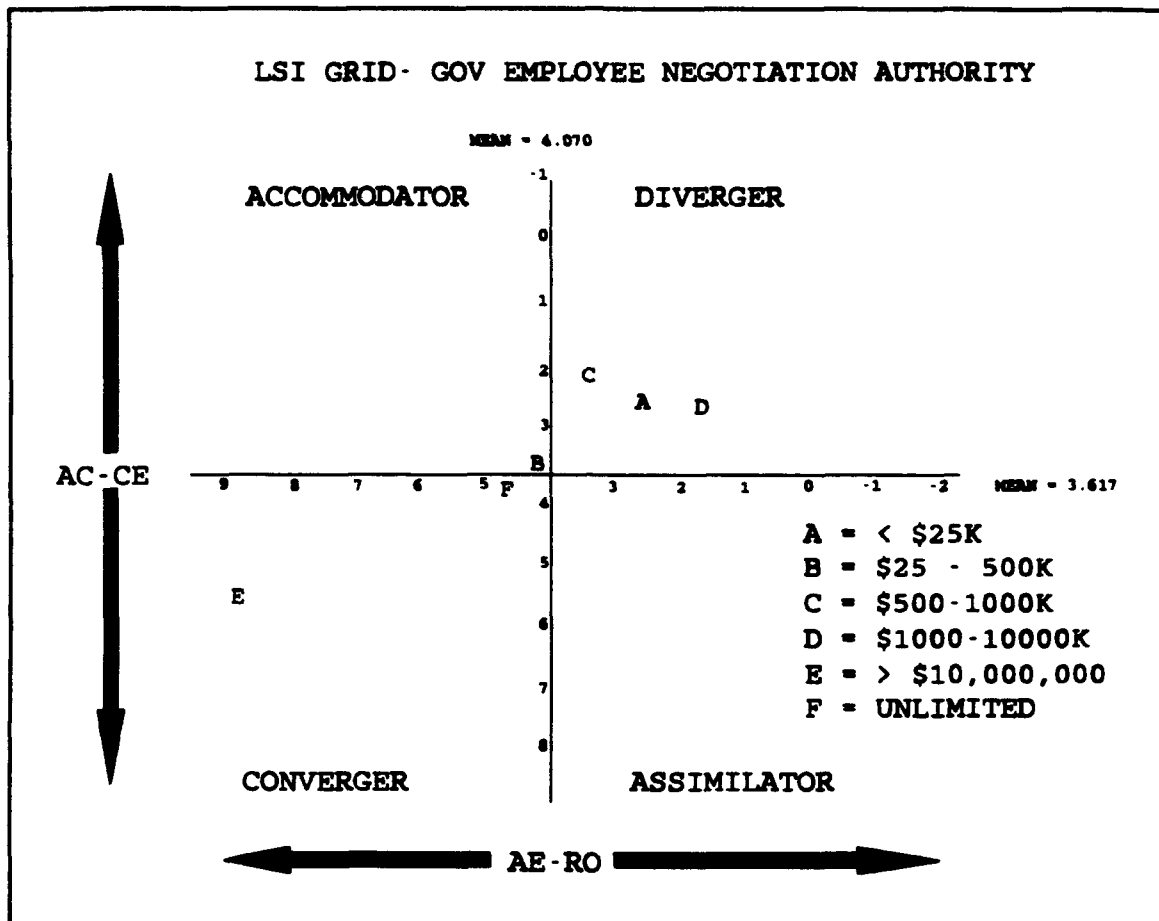 LSI GRID- GOV EMPLOYEE NEGOTIATION AUTHORITY
MEAN = 4.070
-1
ACCOMMODATOR DIVERGER
0
1
2
C
A D
3
B
AC-CE
9 8 7 6 5 3 2 1 0 -1 -2 MEAN = 3.617
F
4
A = < $25K
5
B = $25 - 500K
E
C = $500-1000K
6
D = $1000-10000K
E = > $10,000,000
7
F = UNLIMITED
8
CONVERGER ASSIMILATOR
AE-RO